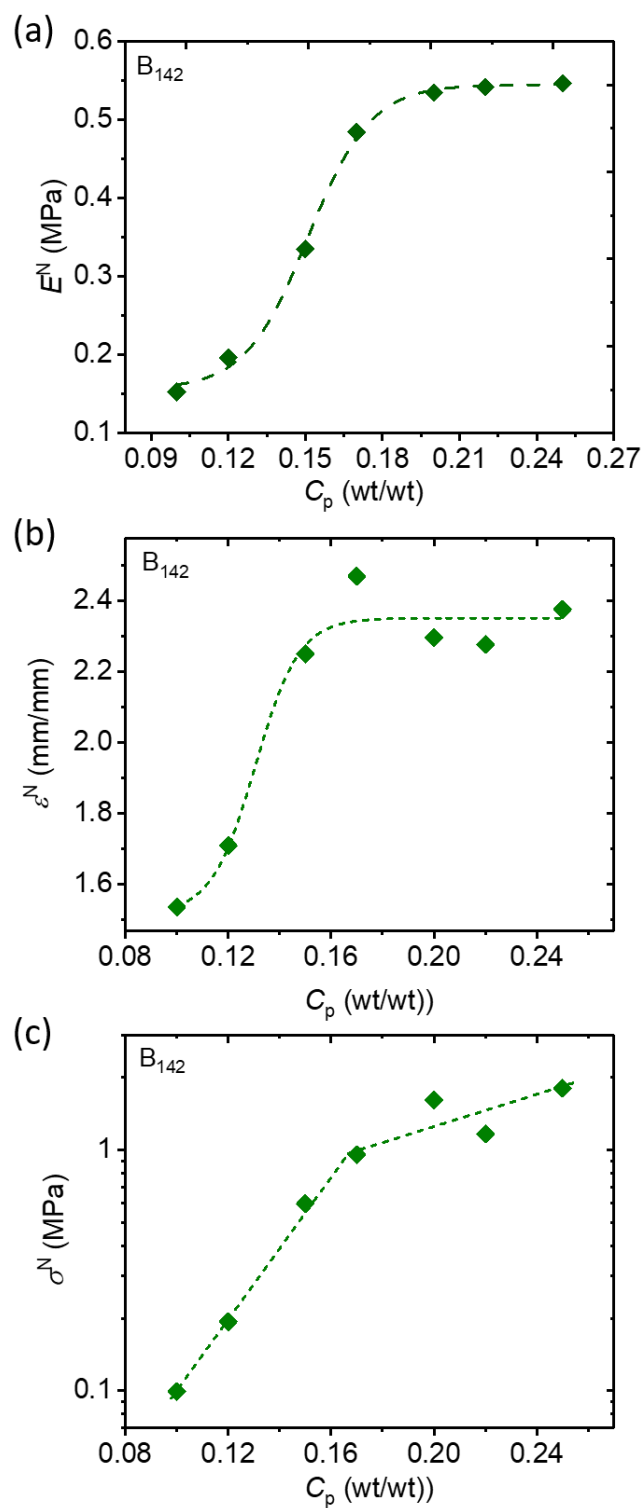 (a)
B142
0.6
0.5
0.4
0.3
0.2
0.1
E^N (MPa)
0.09 0.12 0.15 0.18 0.21 0.24 0.27
Cp (wt/wt)
(b)
B142
2.4
2.0
1.8
1.6
2.2
ε^N (mm/mm)
0.08 0.12 0.16 0.20 0.24
Cp (wt/wt))
(c)
B142
1
0.1
σ^N (MPa)
0.08 0.12 0.16 0.20 0.24
Cp (wt/wt))